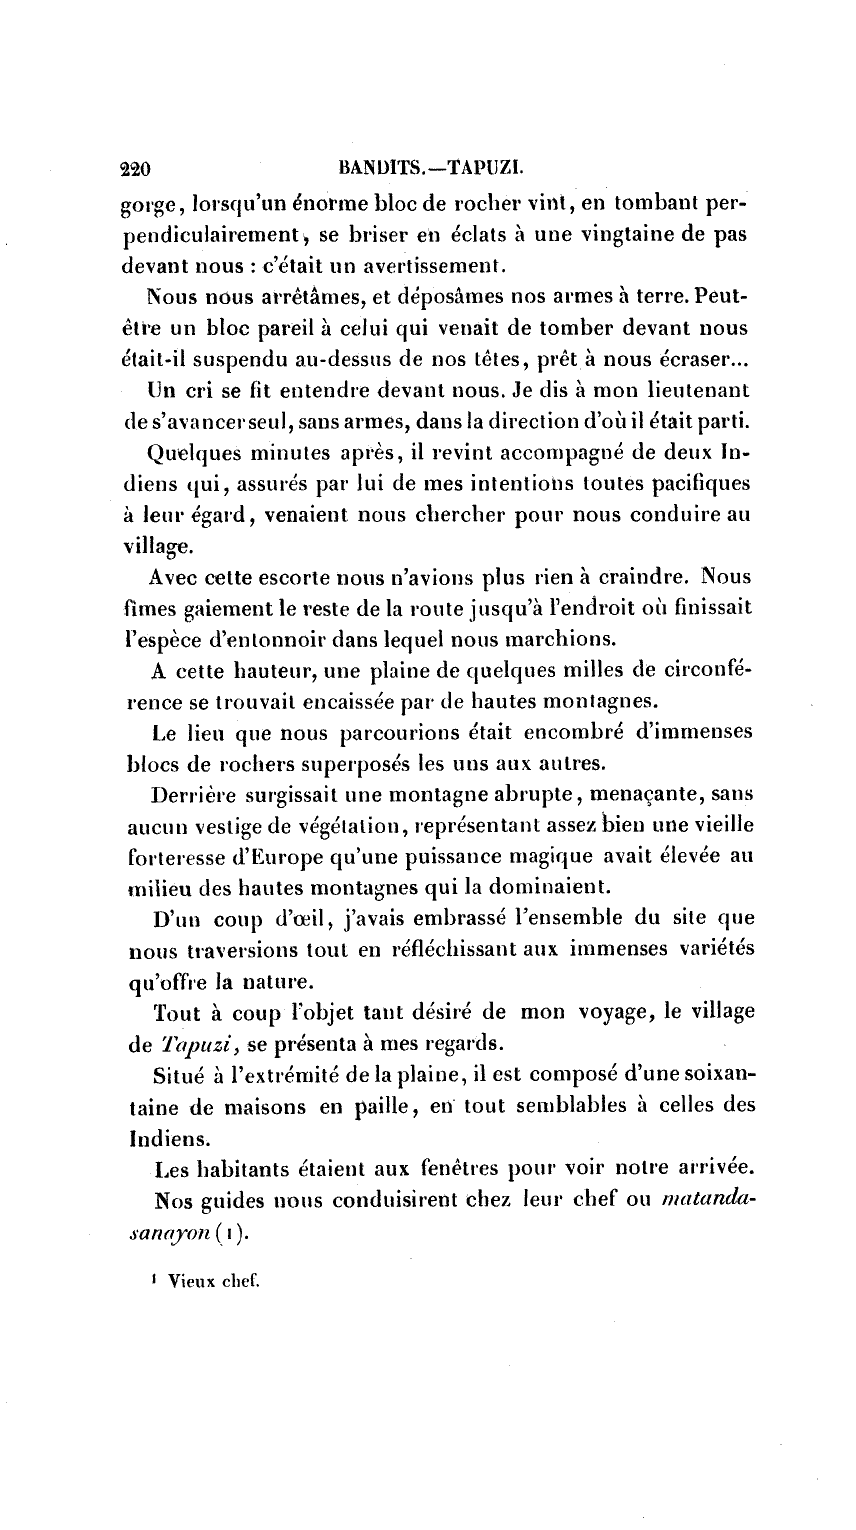 220 BANDITS.—TAPUZI.
gorge, lorsqu'un énorme bloc de rocher vint, en tombant per-
pendiculairement, se briser en éclats à une vingtaine de pas
devant nous : c'était un avertissement.
Nous nous arrêtâmes, et déposâmes nos armes à terre. Peut-
être un bloc pareil à celui qui venait de tomber devant nous
était-il suspendu au-dessus de nos têtes, prêt à nous écraser...
Un cri se fit entendre devant nous. Je dis à mon lieutenant
de s'avancer seul, sans armes, dans la direction d'où il était parti.
Quelques minutes après, il revint accompagné de deux In-
diens qui, assurés par lui de mes intentions toutes pacifiques
à leur égard, venaient nous chercher pour nous conduire au
village.
Avec cette escorte nous n'avions plus rien à craindre. Nous
fîmes gaiement le reste de la route jusqu'à l'endroit où finissait
l'espèce d'entonnoir dans lequel nous marchions.
A cette hauteur, une plaine de quelques milles de circonfé-
rence se trouvait encaissée par de hautes montagnes.
Le lieu que nous parcourions était encombré d'immenses
blocs de rochers superposés les uns aux autres.
Derrière surgissait une montagne abrupte, menaçante, sans
aucun vestige de végétation, représentant assez bien une vieille
forteresse d'Europe qu'une puissance magique avait élevée au
milieu des hautes montagnes qui la dominaient.
D'un coup d'œil, j'avais embrassé l'ensemble du site que
nous traversions tout en réfléchissant aux immenses variétés
qu'offre la nature.
Tout à coup l'objet tant désiré de mon voyage, le village
de Tapuzi, se présenta à mes regards.
Situé à l'extrémité de la plaine, il est composé d'une soixan-
taine de maisons en paille, en tout semblables à celles des
Indiens.
Les habitants étaient aux fenêtres pour voir notre arrivée.
Nos guides nous conduisirent chez leur chef ou matanda-
sanayon (1).
1 Vieux chef.